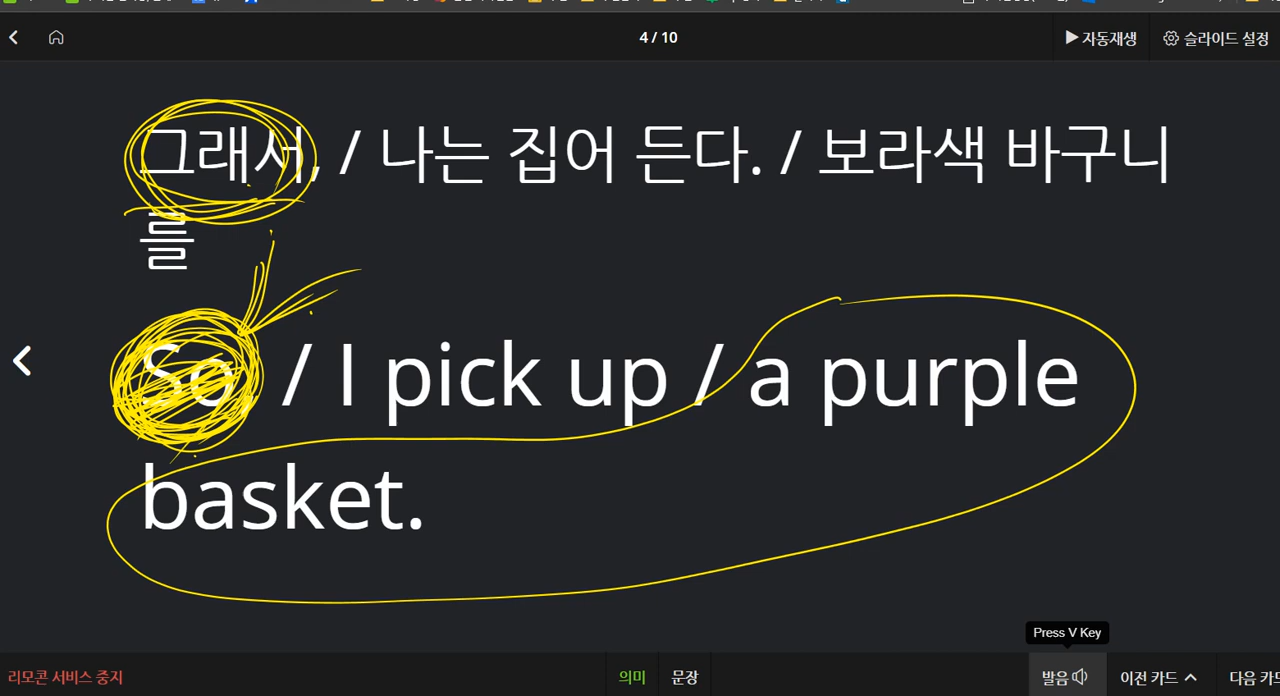 4 / 10
▶자동재생
슬라이드 설정
그래서, / 나는 집어 든다. / 보라색 바구니
를
So, / I pick up / a purple
basket.
Press V Key
리모콘 서비스 중지
의미
문장
발음
이전 카드
다음